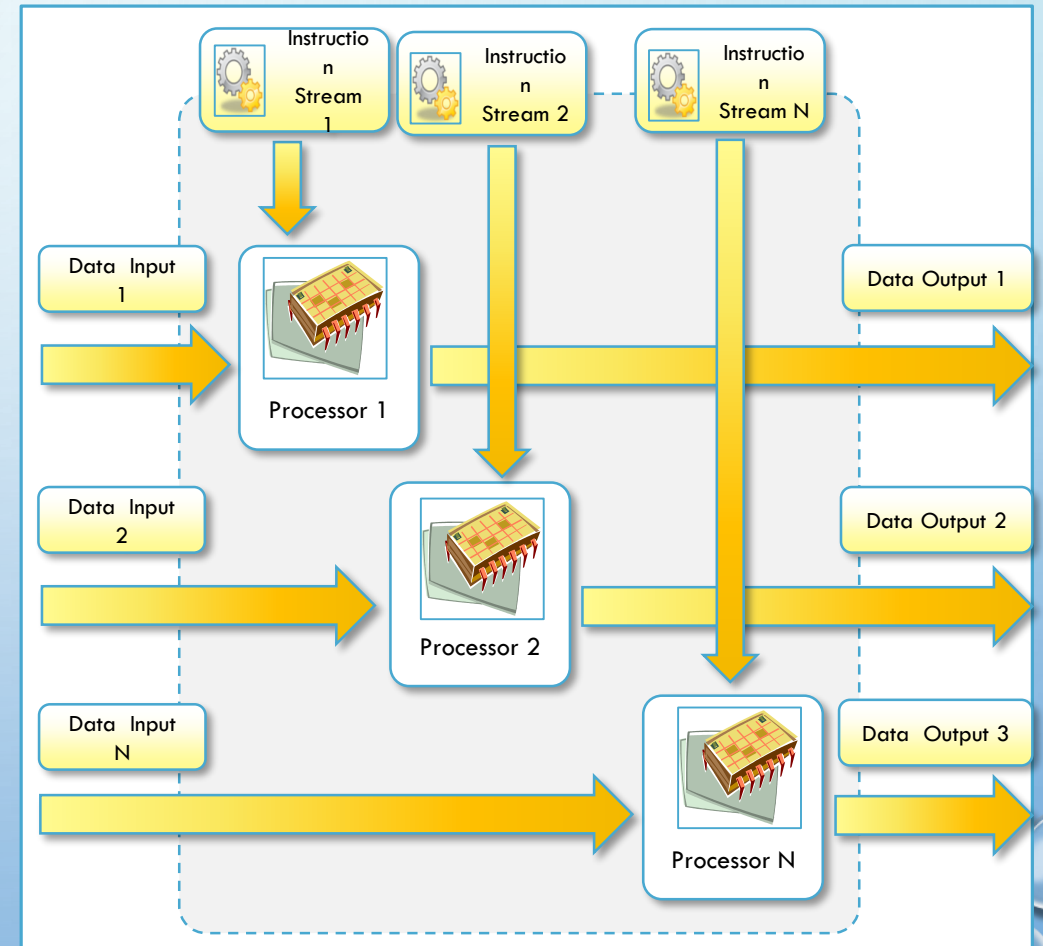 Instructio
n
Stream
1
Instructio
n
Stream 2
Instructio
n
Stream N
Data Input
1
Data Output 1
Processor 1
Data Input
2
Data Output 2
Processor 2
Data Input
N
Data Output 3
Processor N